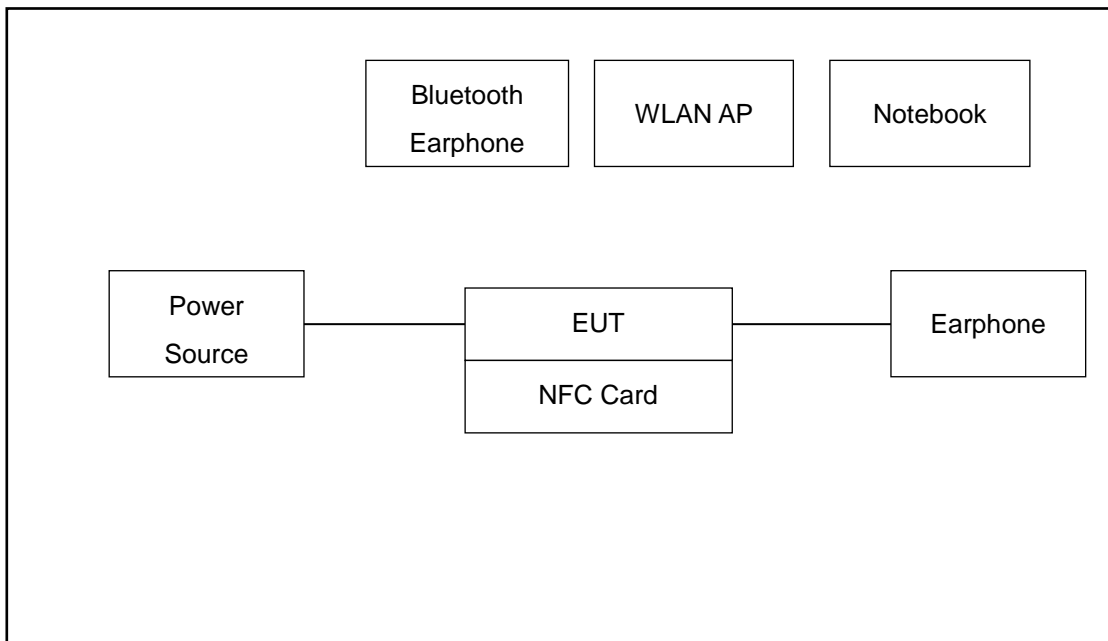 Bluetooth
Earphone
WLAN AP
Notebook
Power
Source
EUT
NFC Card
Earphone